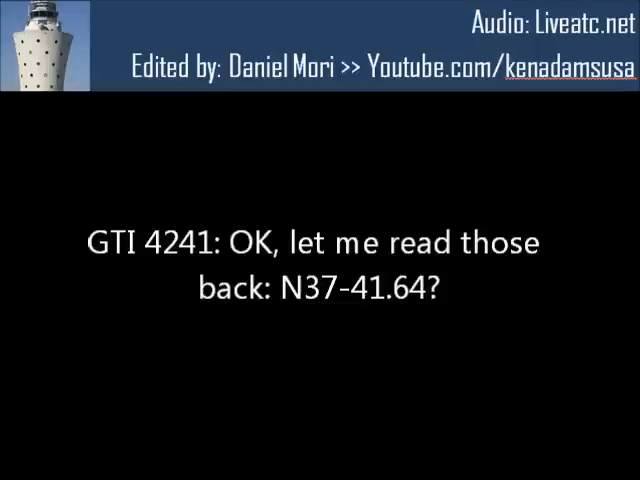 Audio: Liveatc.net
Edited by: Daniel Mori >> Youtube.com/kenadamsusa
GTI 4241: OK, let me read those
back: N37-41.64?